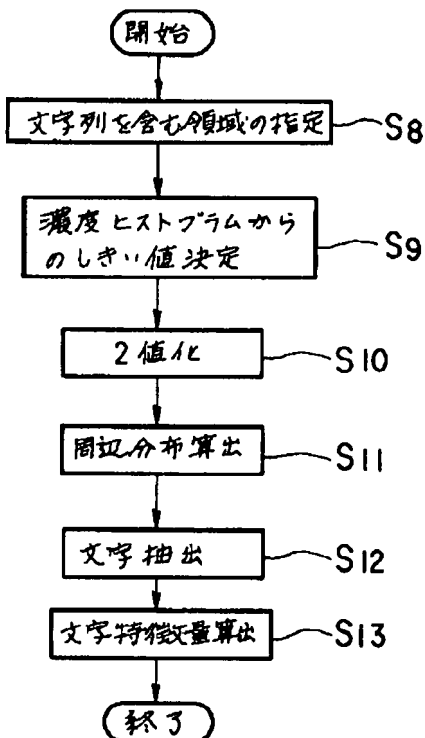 開始
文字列を含む領域の指定
S8
濃度ヒストグラムから
のしきい値決定
S9
2値化
S10
周辺分布算出
S11
文字抽出
S12
文字特徴量算出
S13
終了